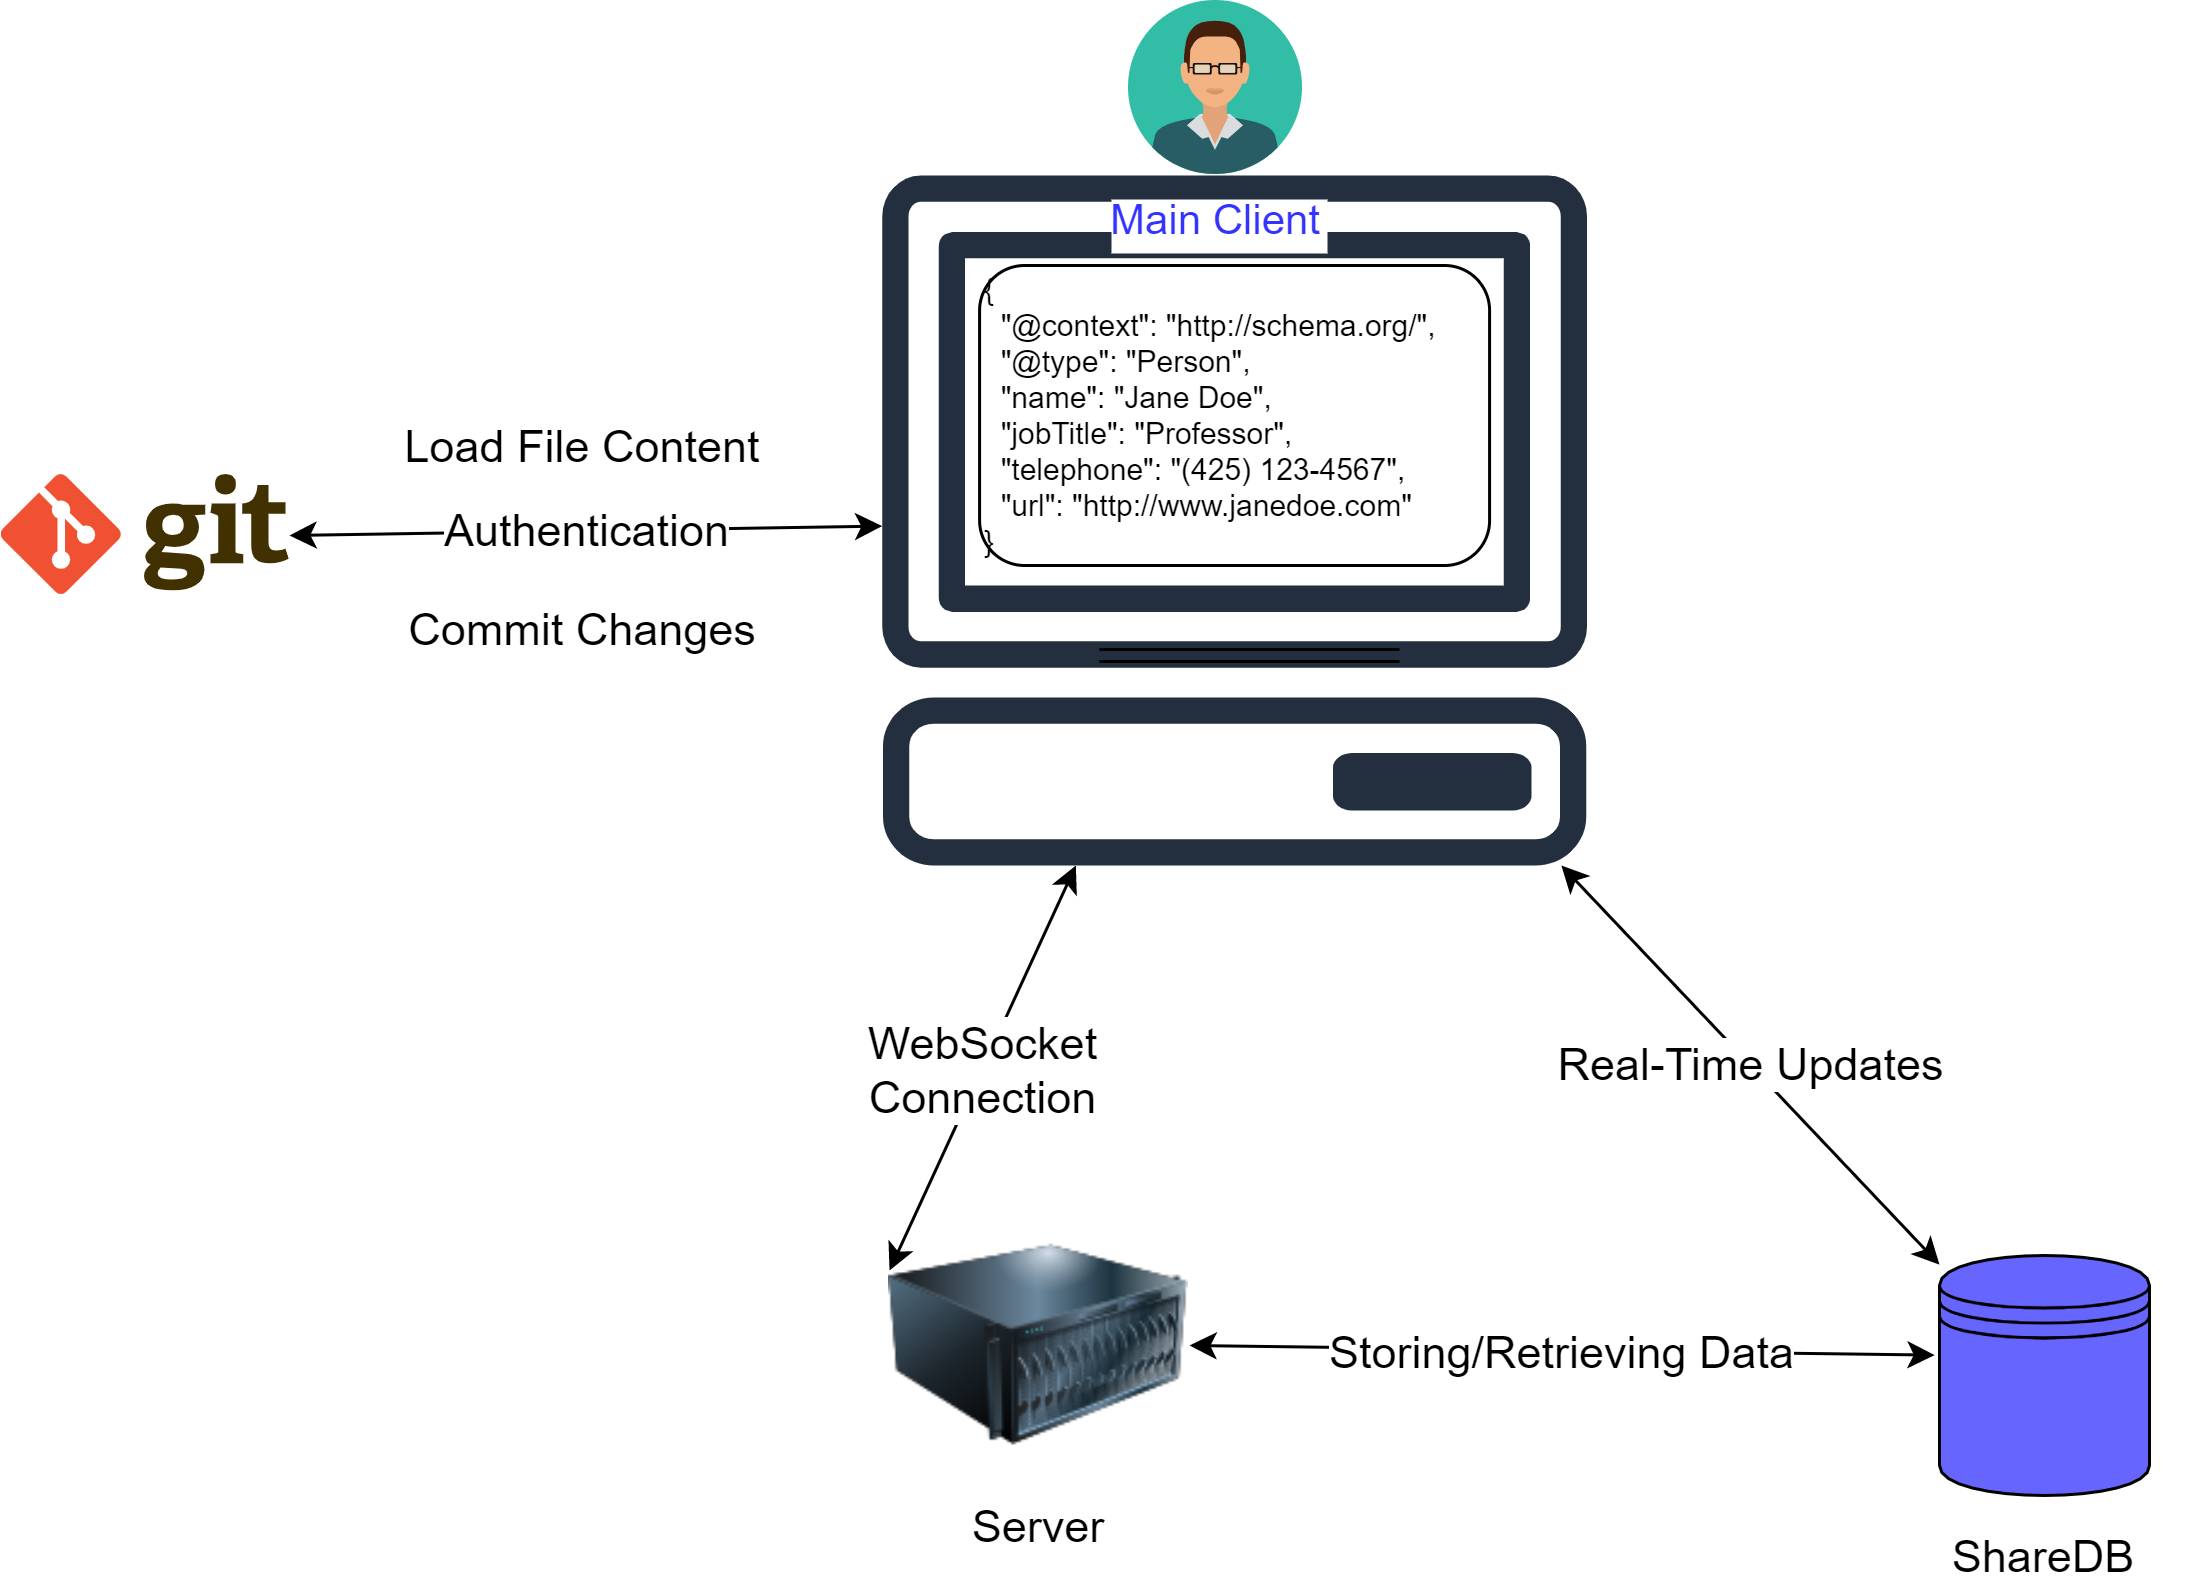 Main Client
{
"@context": "http://schema.org/",
"@type": "Person",
"name": "Jane Doe",
"jobTitle": "Professor",
"telephone": "(425) 123-4567",
"url": "http://www.janedoe.com"
}
Load File Content
git
Authentication
Commit Changes
WebSocket
Connection
Real-Time Updates
Storing/Retrieving Data
Server
ShareDB